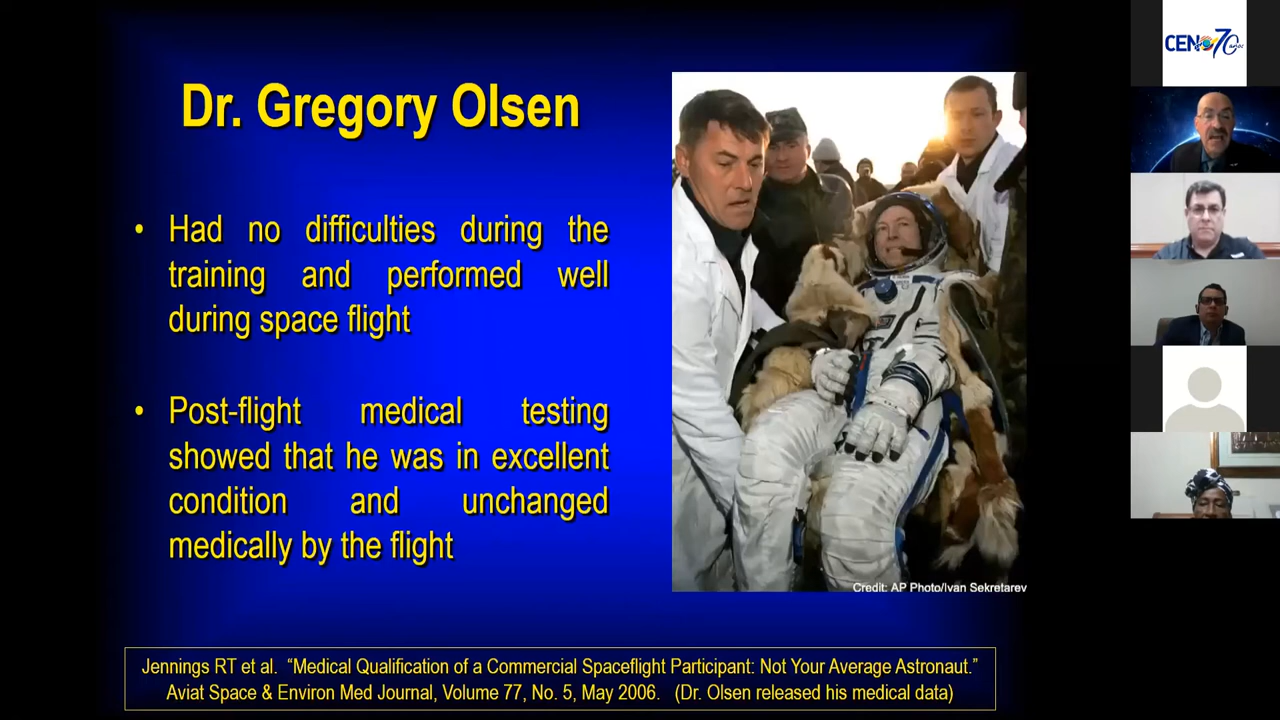 Dr. Gregory Olsen
• Had no difficulties during the
training and performed well
during space flight
• Post-flight medical testing
showed that he was in excellent
condition and unchanged
medically by the flight
Credit: AP Photo/Ivan Sekretarev
Jennings RT et al. “Medical Qualification of a Commercial Spaceflight Participant: Not Your Average Astronaut.”
Aviat Space & Environ Med Journal, Volume 77, No. 5, May 2006. (Dr. Olsen released his medical data)
CEN 70
años